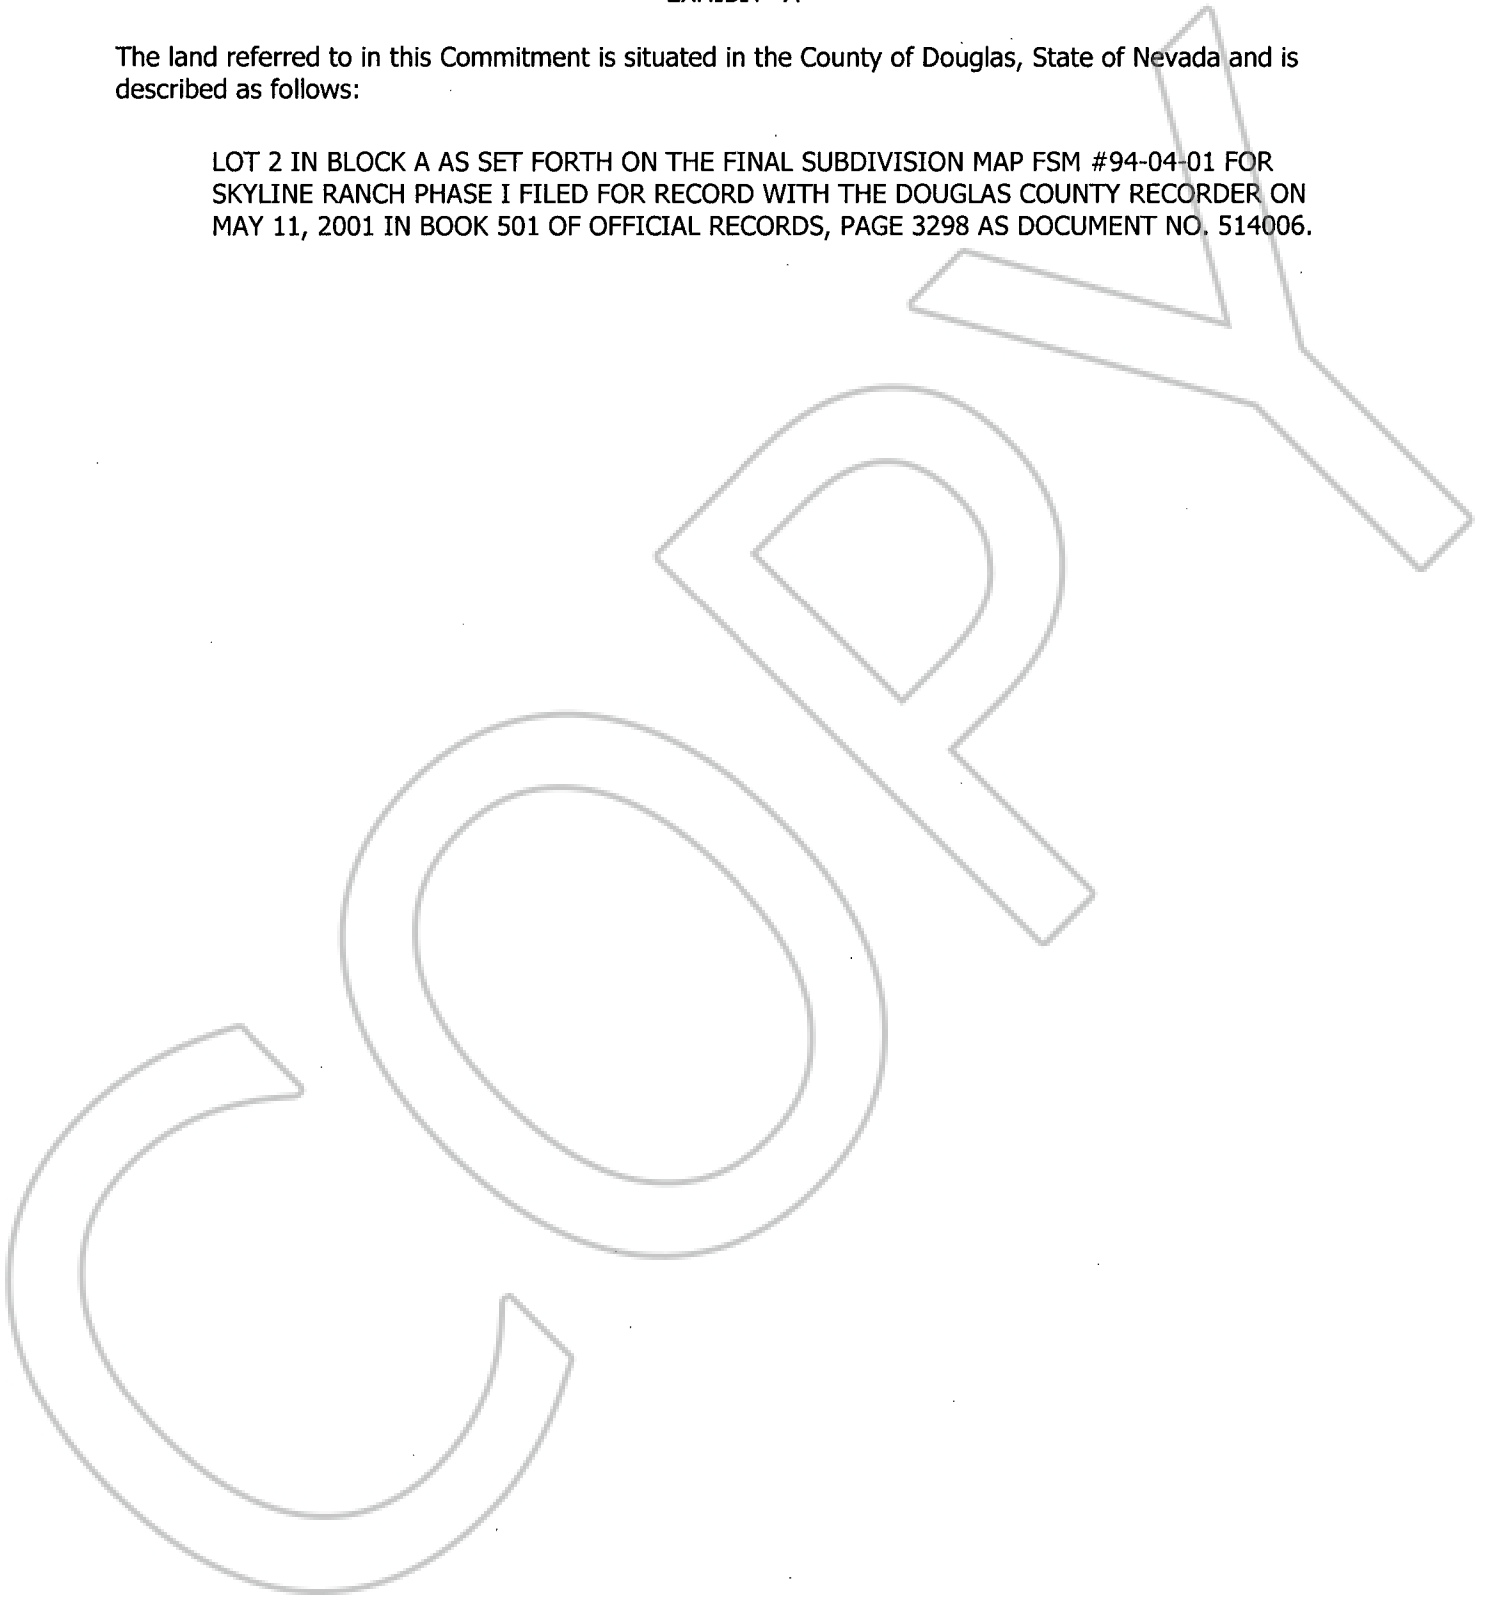 The land referred to in this Commitment is situated in the County of Douglas, State of Nevada and is
described as follows:
LOT 2 IN BLOCK A AS SET FORTH ON THE FINAL SUBDIVISION MAP FSM #94-04-01 FOR
SKYLINE RANCH PHASE I FILED FOR RECORD WITH THE DOUGLAS COUNTY RECORDER ON
MAY 11, 2001 IN BOOK 501 OF OFFICIAL RECORDS, PAGE 3298 AS DOCUMENT NO. 514006.
COPY